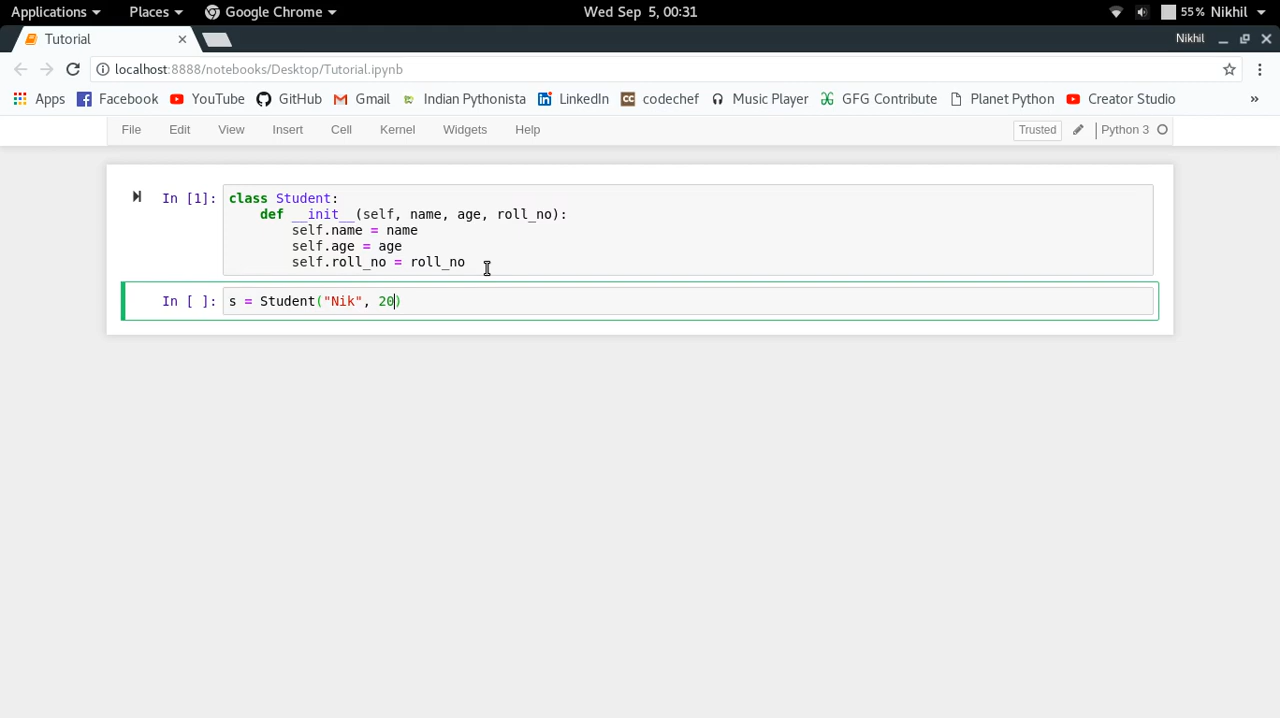 Applications Places Google Chrome Wed Sep 5, 00:31 55% Nikhil
Tutorial Nikhil
localhost:8888/notebooks/Desktop/Tutorial.ipynb
Apps Facebook YouTube GitHub Gmail Indian Pythonista LinkedIn codechef Music Player GFG Contribute Planet Python Creator Studio »
File Edit View Insert Cell Kernel Widgets Help Trusted Python 3
In [1]: class Student:
def __init__(self, name, age, roll_no):
self.name = name
self.age = age
self.roll_no = roll_no
In [ ]: s = Student("Nik", 20)